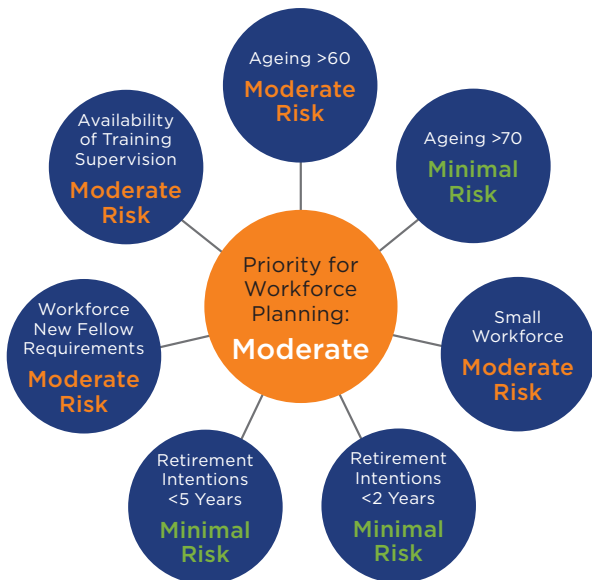 Ageing >60
Moderate
Risk
Ageing >70
Minimal
Risk
Small
Workforce
Moderate
Risk
Retirement
Intentions
<2 Years
Minimal
Risk
Retirement
Intentions
<5 Years
Minimal
Risk
Workforce
New Fellow
Requirements
Moderate
Risk
Availability
of Training
Supervision
Moderate
Risk
Priority for
Workforce
Planning:
Moderate